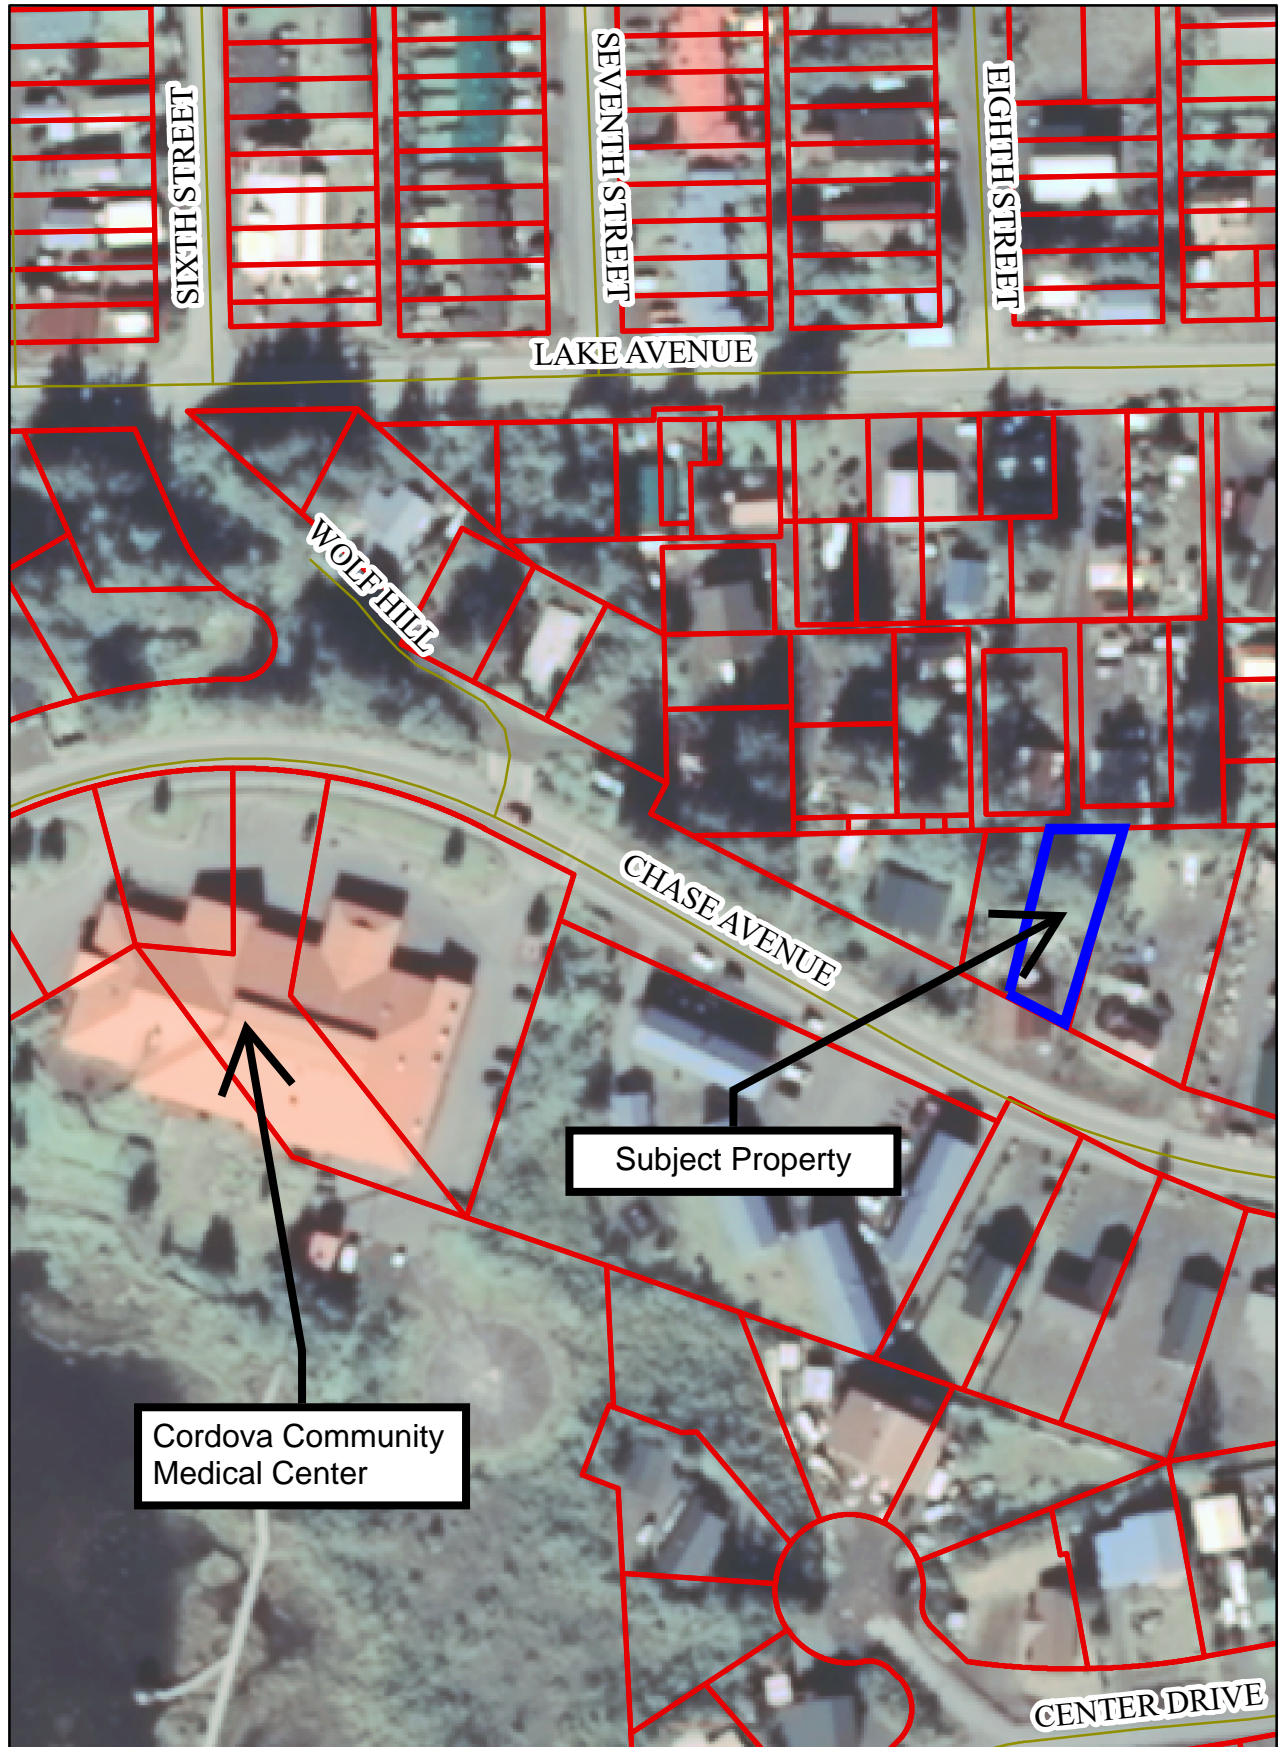 SIXTH STREET
SEVENTH STREET
EIGHTH STREET
LAKE AVENUE
WOLF HILL
CHASE AVENUE
Subject Property
Cordova Community
Medical Center
CENTER DRIVE